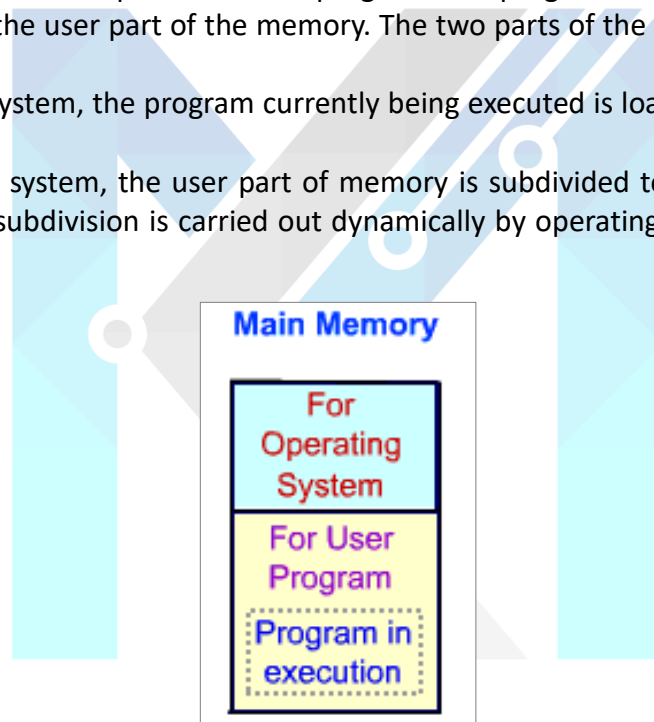 the user part of the memory. The two parts of the
ystem, the program currently being executed is loa
system, the user part of memory is subdivided t
subdivision is carried out dynamically by operating
Main Memory
For
Operating
System
For User
Program
Program in
execution